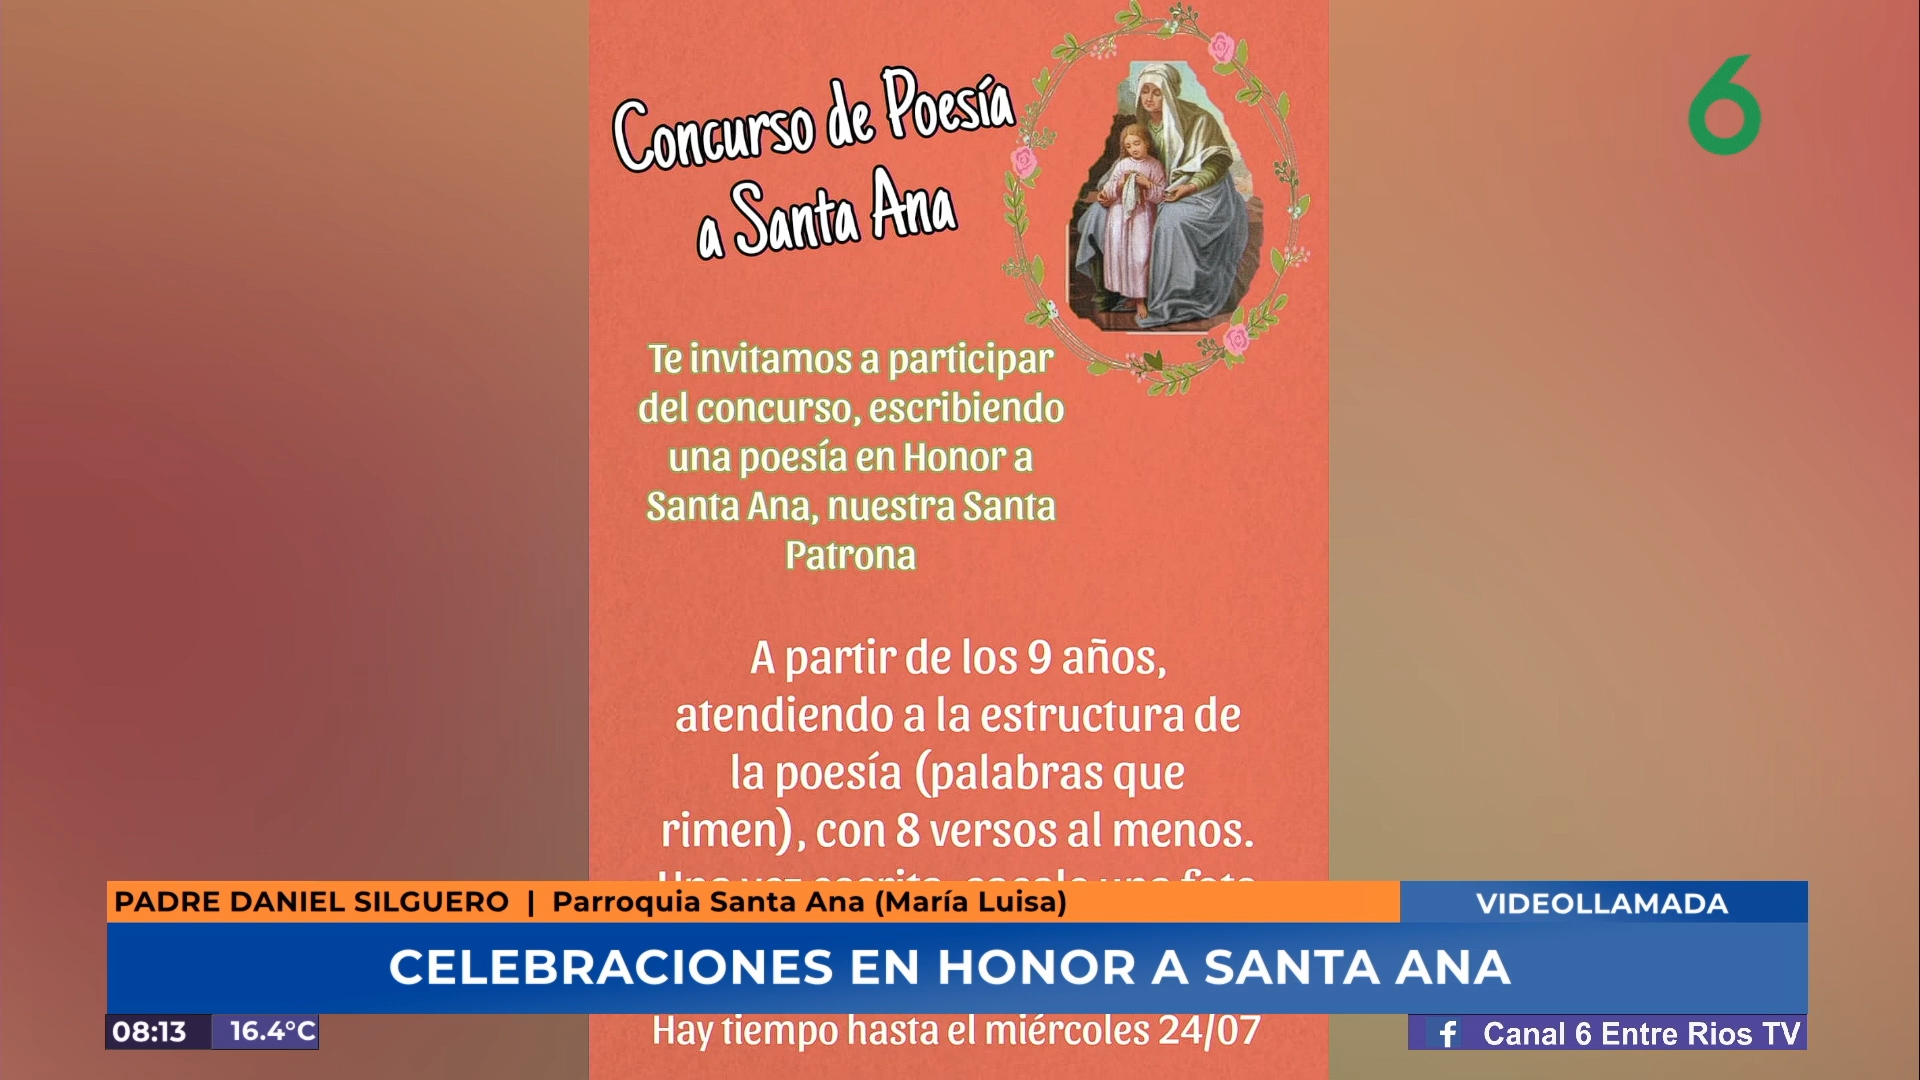 Concurso de Poesía
a Santa Ana
6
Te invitamos a participar
del concurso, escribiendo
una poesía en Honor a
Santa Ana, nuestra Santa
Patrona
A partir de los 9 años,
atendiendo a la estructura de
la poesía (palabras que
rimen), con 8 versos al menos.
PADRE DANIEL SILGUERO | Parroquia Santa Ana (María Luisa)
VIDEOLLAMADA
CELEBRACIONES EN HONOR A SANTA ANA
08:13 16.4°C
Hay tiempo hasta el miércoles 24/07
Canal 6 Entre Rios TV